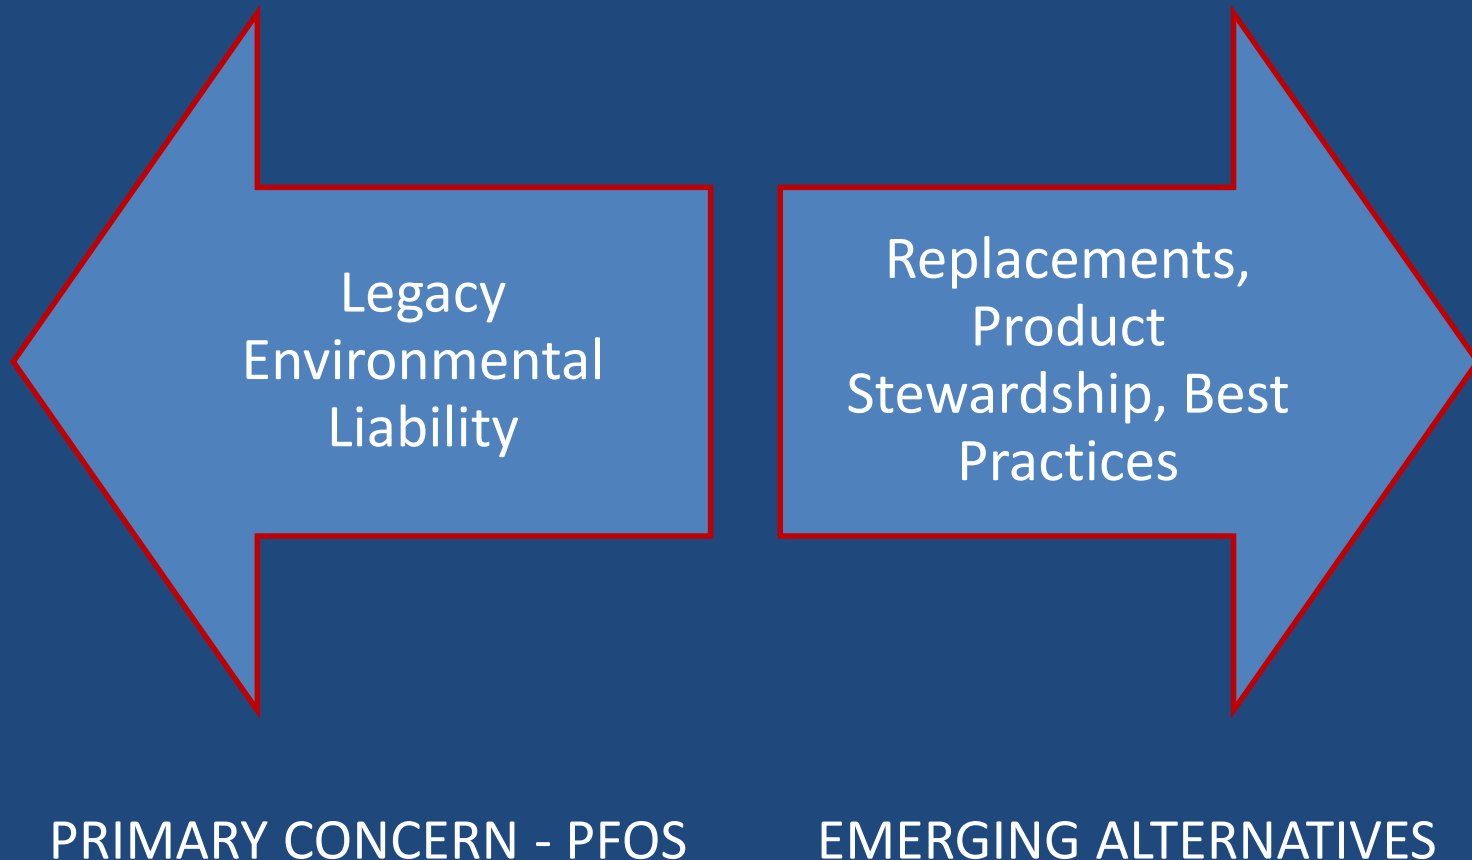 Legacy
Environmental
Liability
Replacements,
Product
Stewardship, Best
Practices
PRIMARY CONCERN - PFOS
EMERGING ALTERNATIVES